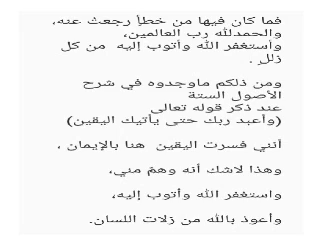 فما كان فيها من خطإ رجعت عنه،
والحمدلله رب العالمين،
وأستغفر الله وأتوب إليه من كل
زلل .
ومن ذلكم ماوجدوه في شرح
الأصول الستة
عند ذكر قوله تعالى
(وأعبد ربك حتى يأتيك اليقين)
أنني فسرت اليقين هنا بالإيمان ،
وهذا لاشك أنه وهمٌ مني،
واستغفر الله وأتوب إليه،
وأعوذ بالله من زلات اللسان.